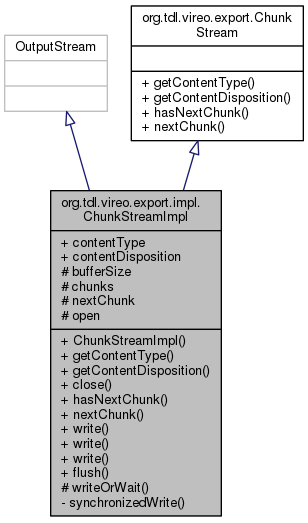 OutputStream
org.tdl.vireo.export.Chunk
Stream
+ getContentType()
+ getContentDisposition()
+ hasNextChunk()
+ nextChunk()
org.tdl.vireo.export.impl.
ChunkStreamImpl
+ contentType
+ contentDisposition
# bufferSize
# chunks
# nextChunk
# open
+ ChunkStreamImpl()
+ getContentType()
+ getContentDisposition()
+ close()
+ hasNextChunk()
+ nextChunk()
+ write()
+ write()
+ write()
+ flush()
# writeOrWait()
- synchronizedWrite()